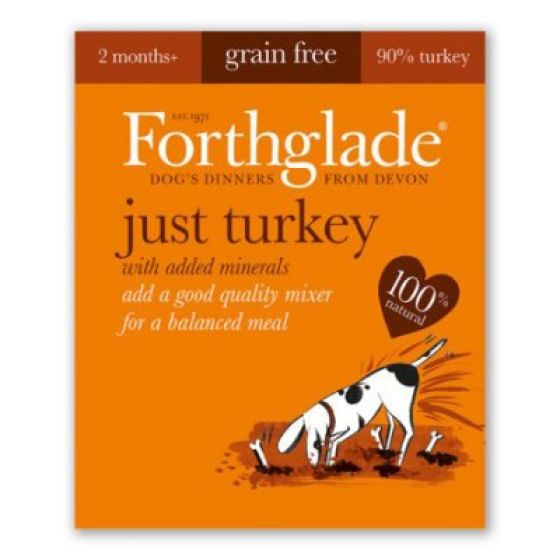 2 months+ grain free 90% turkey
EST.1971
Forthglade®
DOG'S DINNERS FROM DEVON
just turkey
with added minerals
add a good quality mixer
for a balanced meal
100%
natural